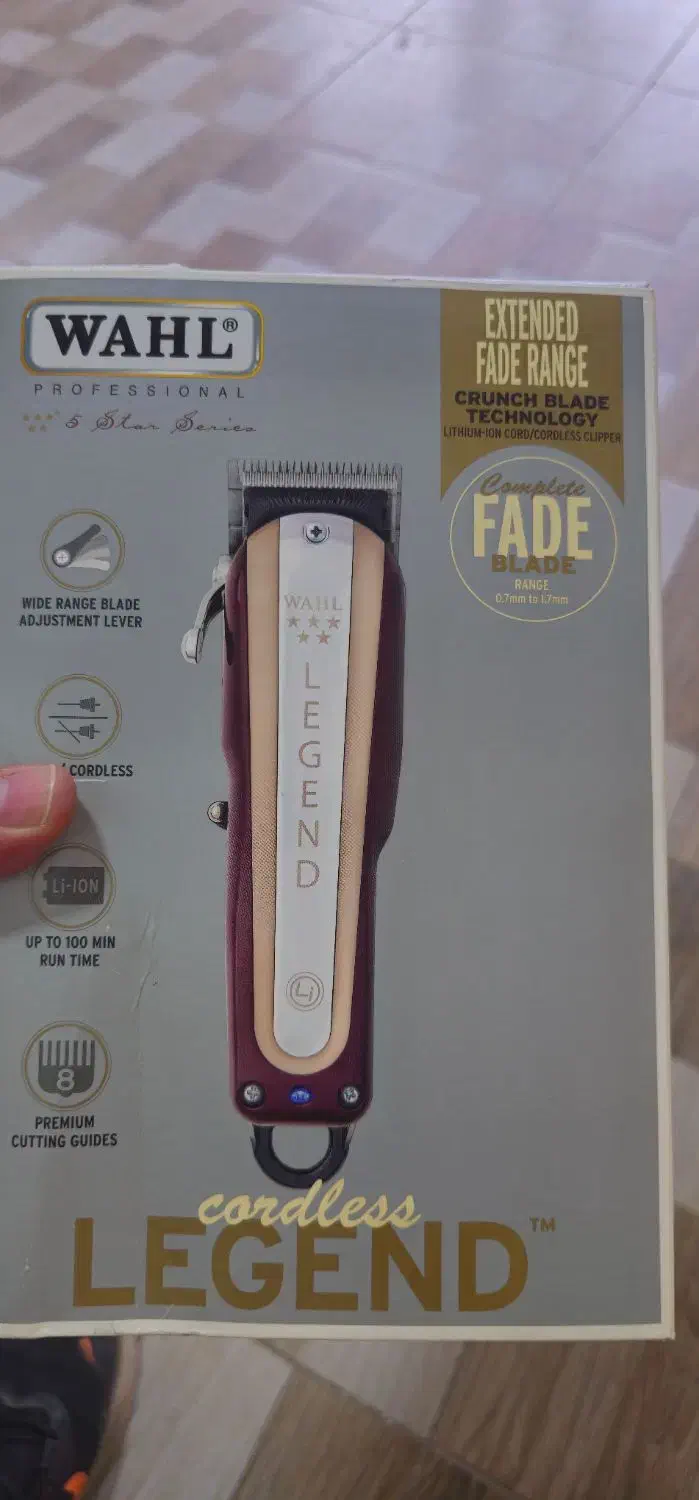 WAHL®
PROFESSIONAL
5 Star Series
EXTENDED
FADE RANGE
CRUNCH BLADE
TECHNOLOGY
LITHIUM-ION CORD/CORDLESS CLIPPER
Complete
FADE
BLADE
RANGE
0.7mm to 1.7mm
WIDE RANGE BLADE
ADJUSTMENT LEVER
/ CORDLESS
Li-ION
UP TO 100 MIN
RUN TIME
8
PREMIUM
CUTTING GUIDES
WAHL
LEGEND
Li
cordless
LEGEND™